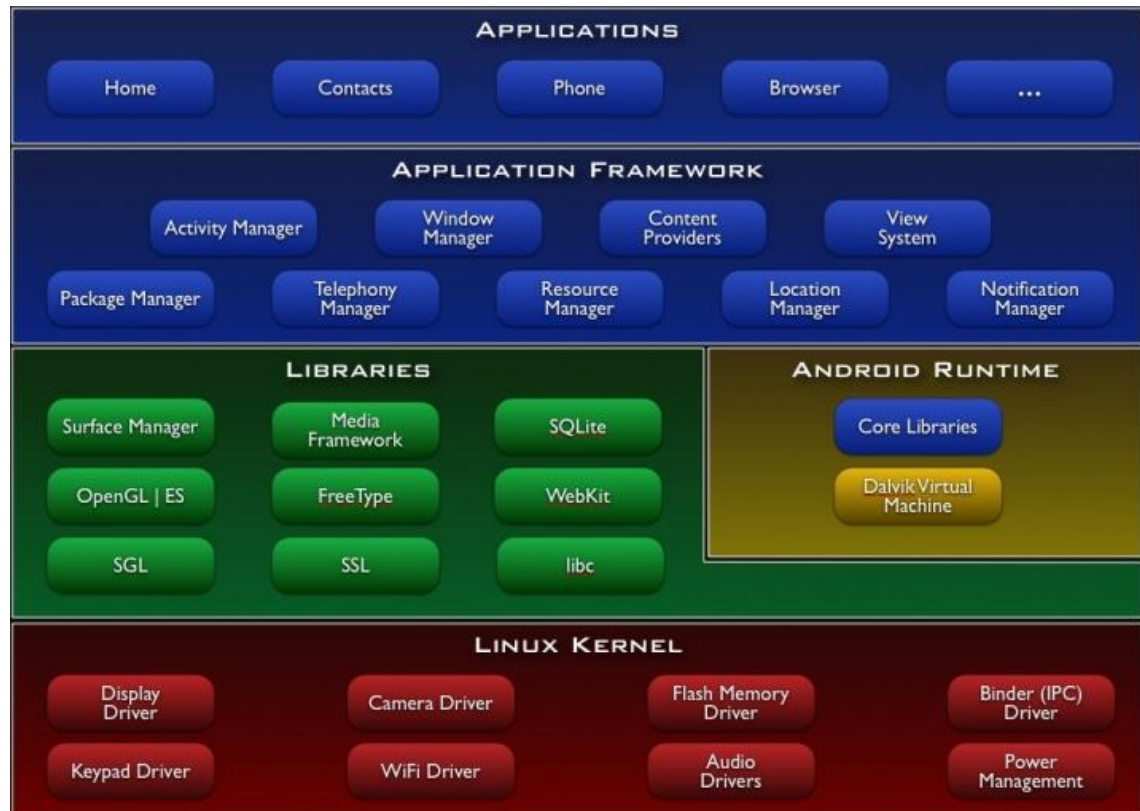 APPLICATIONS
Home Contacts Phone Browser ...
APPLICATION FRAMEWORK
Activity Manager
Window
Manager
Content
Providers
View
System
Package Manager
Telephony
Manager
Resource
Manager
Location
Manager
Notification
Manager
LIBRARIES
Surface Manager
Media
Framework
SQLite
OpenGL | ES
FreeType
WebKit
SGL
SSL
libc
ANDROID RUNTIME
Core Libraries
Dalvik Virtual
Machine
LINUX KERNEL
Display
Driver
Camera Driver
Flash Memory
Driver
Binder (IPC)
Driver
Keypad Driver
WiFi Driver
Audio
Drivers
Power
Management